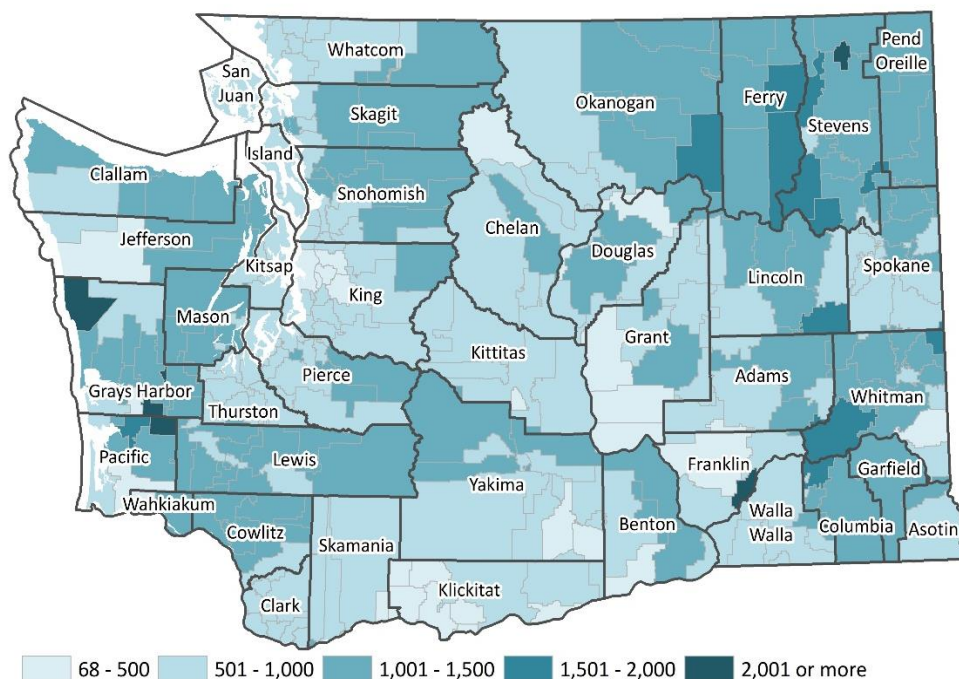 Whatcom
San
Juan
Skagit
Island
Snohomish
Clallam
Jefferson
Kitsap
King
Mason
Grays Harbor
Thurston
Pierce
Pacific
Lewis
Wahkiakum
Cowlitz
Skamania
Clark
Okanogan
Ferry
Stevens
Pend
Oreille
Chelan
Douglas
Lincoln
Spokane
Kittitas
Grant
Adams
Whitman
Yakima
Franklin
Benton
Walla
Walla
Garfield
Columbia
Asotin
Klickitat
68 - 500
501 - 1,000
1,001 - 1,500
1,501 - 2,000
2,001 or more